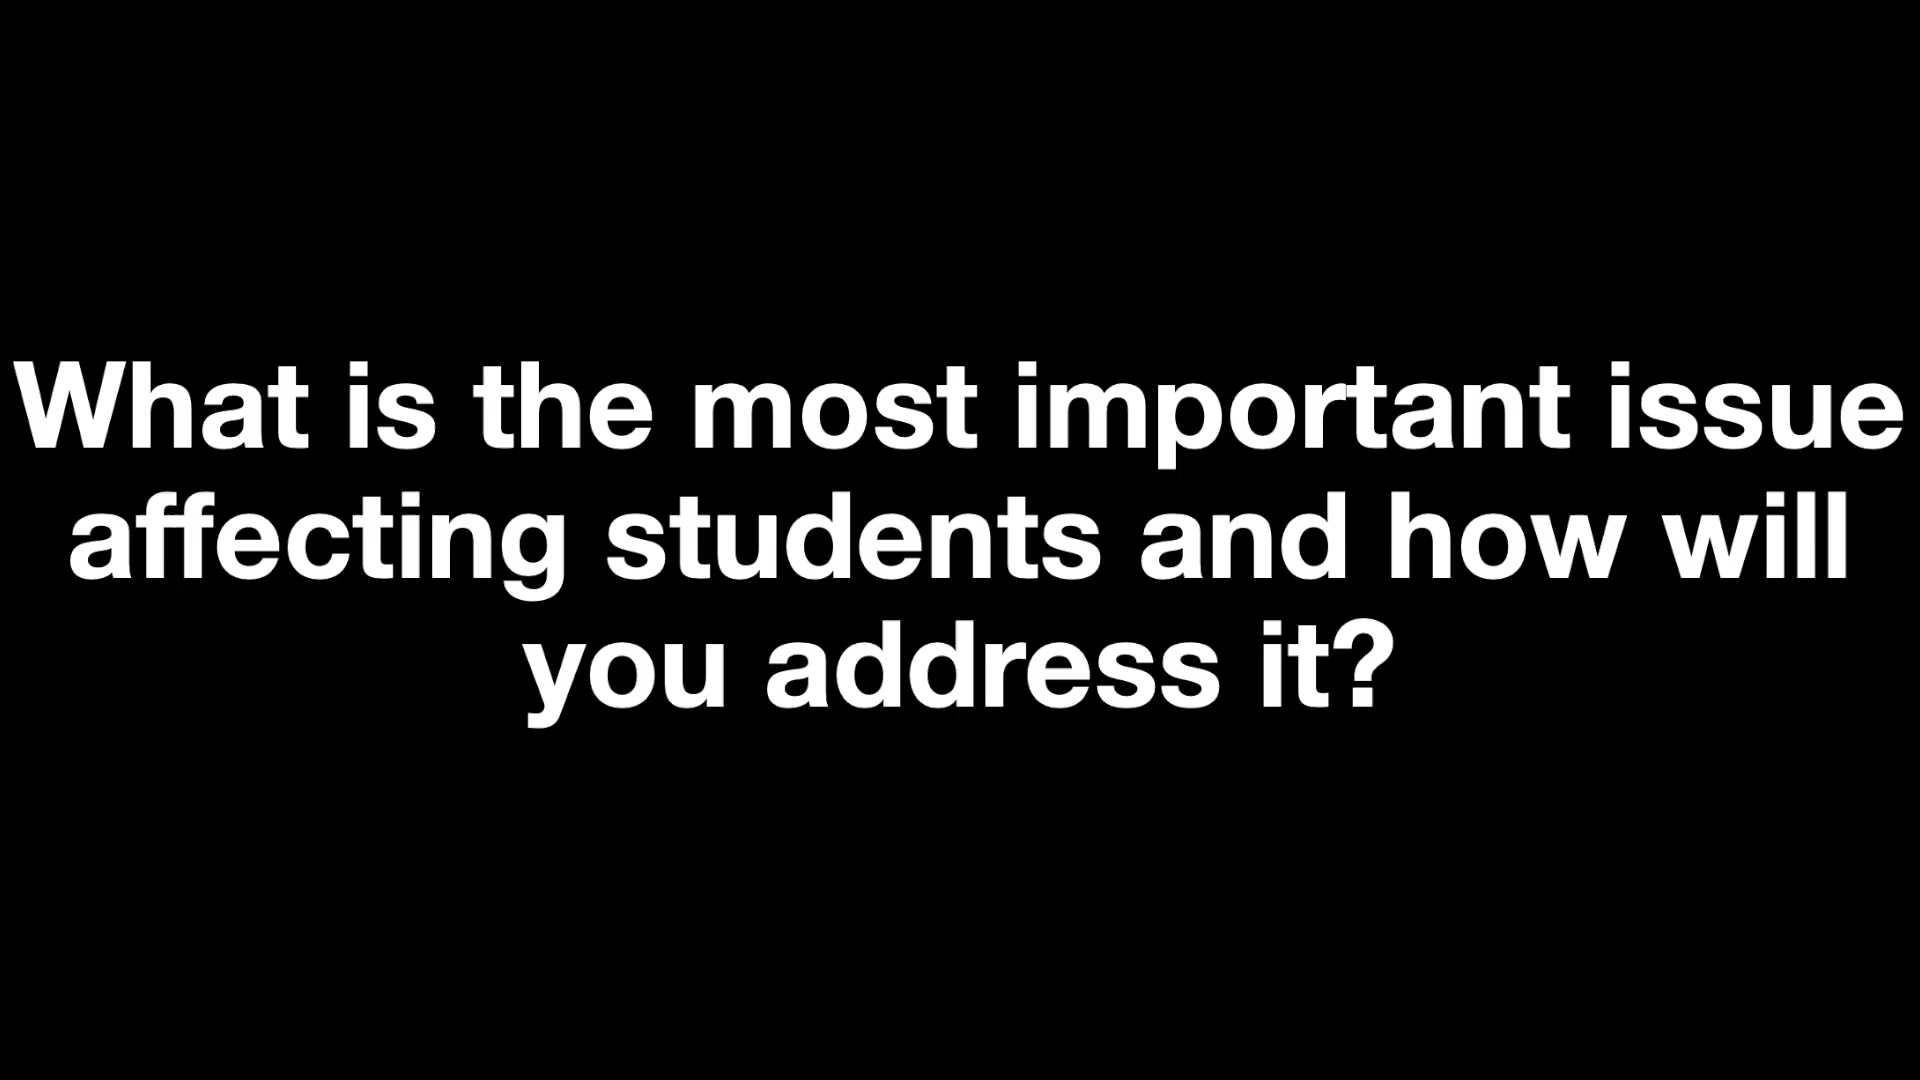 What is the most important issue
affecting students and how will
you address it?